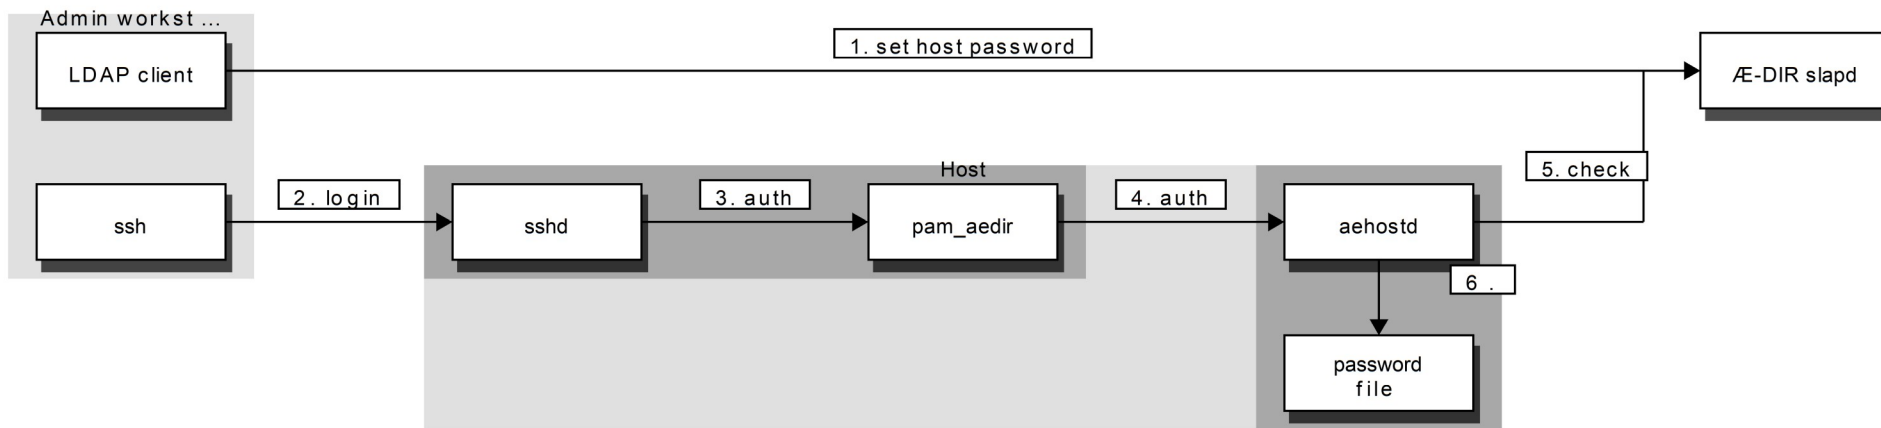 Admin workst ...
1. set host password
LDAP client
Æ-DIR slapd
Host
5. check
2. login
3. auth
4. auth
ssh
sshd
pam_aedir
aehostd
6 .
password
file